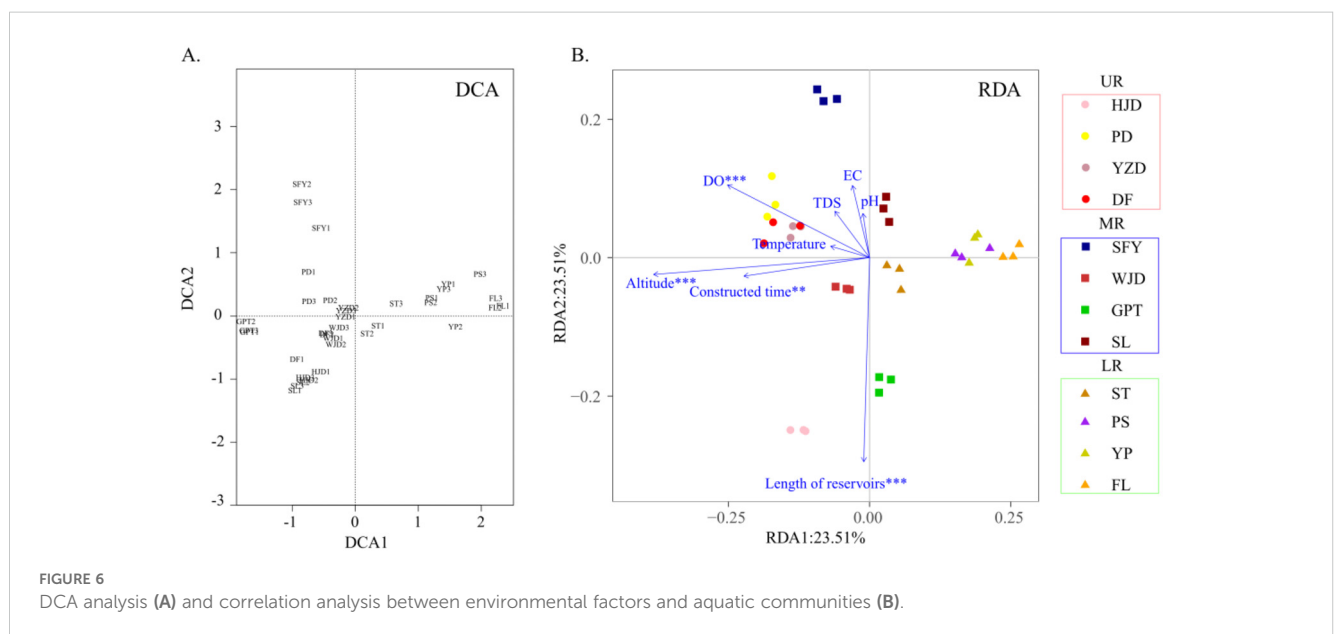 A.
DCA
3
2
1
0
-1
-2
-3
DCA2
SFY2
SFY3
SFY1
PD1
PD3
PD2
YZD2
YZD1
PS3
YP1
YP3
PS1
PS2
FL3
FL1
ST3
ST1
ST2
YP2
GPT2
WJD3
WJD1
WJD2
DF1
HJD1
SL1
-1
0
1
2
DCA1
B.
RDA
0.2
0.0
−0.2
RDA2:23.51%
DO***
EC
TDS
pH
Temperature
Altitude***
Constructed time**
Length of reservoirs***
−0.25
0.00
0.25
RDA1:23.51%
UR
HJD
PD
YZD
DF
MR
SFY
WJD
GPT
SL
LR
ST
PS
YP
FL
FIGURE 6
DCA analysis (A) and correlation analysis between environmental factors and aquatic communities (B).